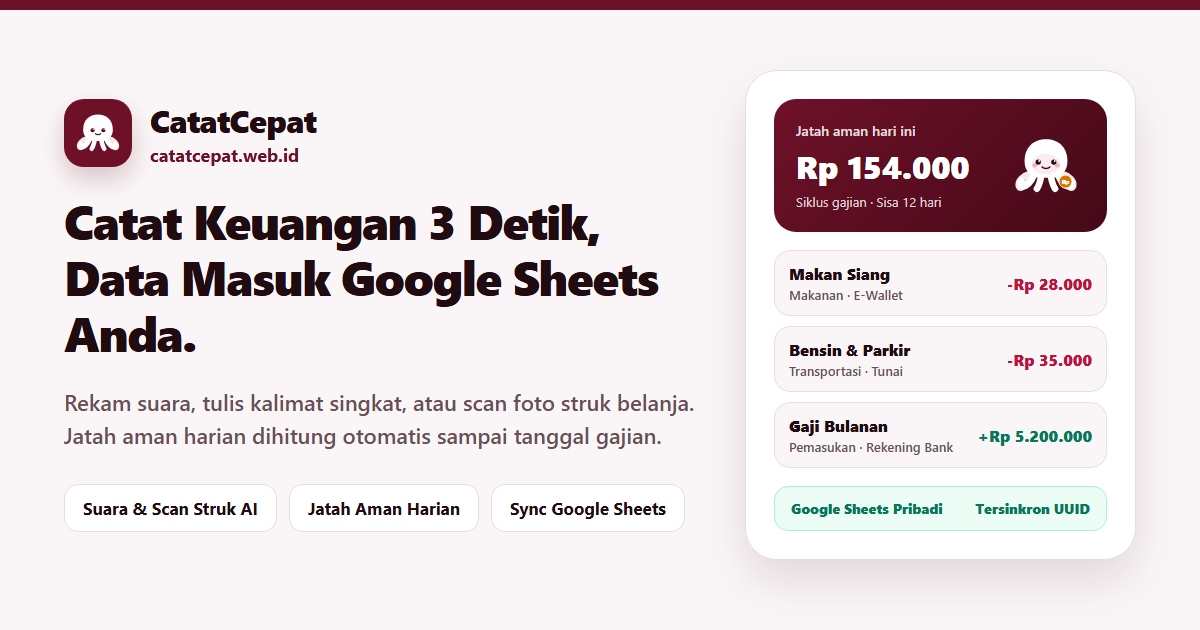 CatatCepat
catatcepat.web.id
Catat Keuangan 3 Detik,
Data Masuk Google Sheets
Anda.
Rekam suara, tulis kalimat singkat, atau scan foto struk belanja.
Jatah aman harian dihitung otomatis sampai tanggal gajian.
Suara & Scan Struk AI
Jatah Aman Harian
Sync Google Sheets
Jatah aman hari ini
Rp 154.000
Siklus gajian · Sisa 12 hari
Rp
Makan Siang
Makanan · E-Wallet
-Rp 28.000
Bensin & Parkir
Transportasi · Tunai
-Rp 35.000
Gaji Bulanan
Pemasukan · Rekening Bank
+Rp 5.200.000
Google Sheets Pribadi
Tersinkron UUID